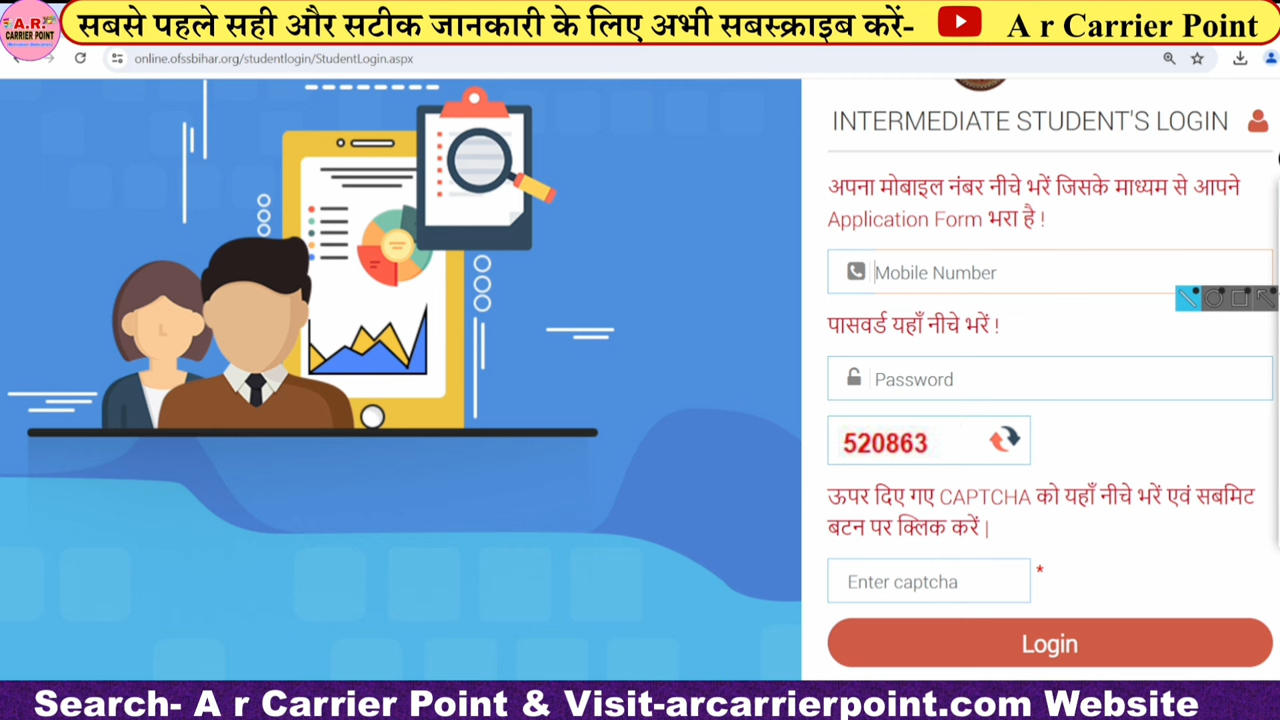 A.R.
CARRIER POINT
सबसे पहले सही और सटीक जानकारी के लिए अभी सबस्क्राइब करें-
A r Carrier Point
online.ofssbihar.org/studentlogin/StudentLogin.aspx
INTERMEDIATE STUDENT'S LOGIN
अपना मोबाइल नंबर नीचे भरें जिसके माध्यम से आपने
Application Form भरा है !
Mobile Number
पासवर्ड यहाँ नीचे भरें !
Password
520863
ऊपर दिए गए CAPTCHA को यहाँ नीचे भरें एवं सबमिट
बटन पर क्लिक करें |
Enter captcha *
Login
Search- A r Carrier Point & Visit-arcarrierpoint.com Website